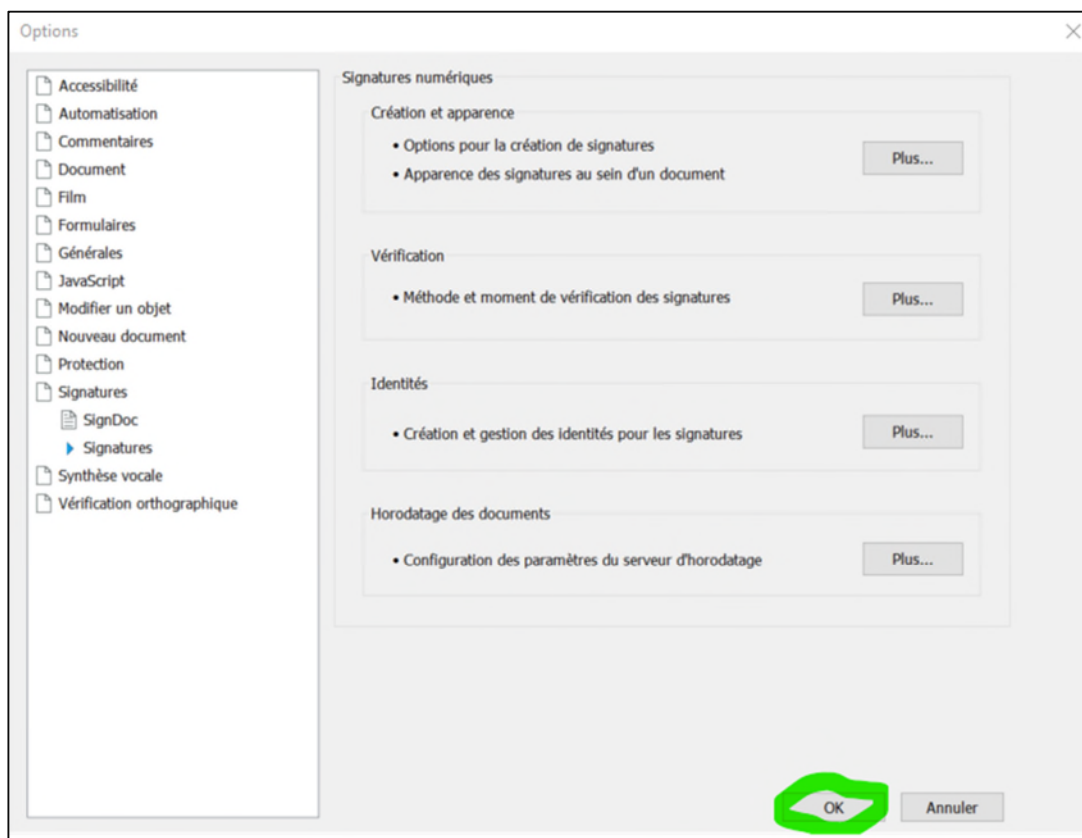 Options
Accessibilité
Automatisation
Commentaires
Document
Film
Formulaires
Générales
JavaScript
Modifier un objet
Nouveau document
Protection
Signatures
SignDoc
Signatures
Synthèse vocale
Vérification orthographique
Signatures numériques
Création et apparence
• Options pour la création de signatures
• Apparence des signatures au sein d'un document
Plus...
Vérification
• Méthode et moment de vérification des signatures
Plus...
Identités
• Création et gestion des identités pour les signatures
Plus...
Horodatage des documents
• Configuration des paramètres du serveur d'horodatage
Plus...
OK
Annuler